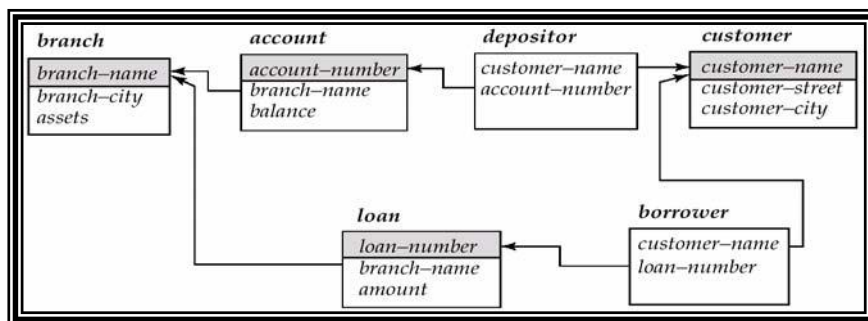 branch
branch–name
branch–city
assets
account
account–number
branch–name
balance
depositor
customer–name
account–number
customer
customer–name
customer–street
customer–city
loan
loan–number
branch–name
amount
borrower
customer–name
loan–number